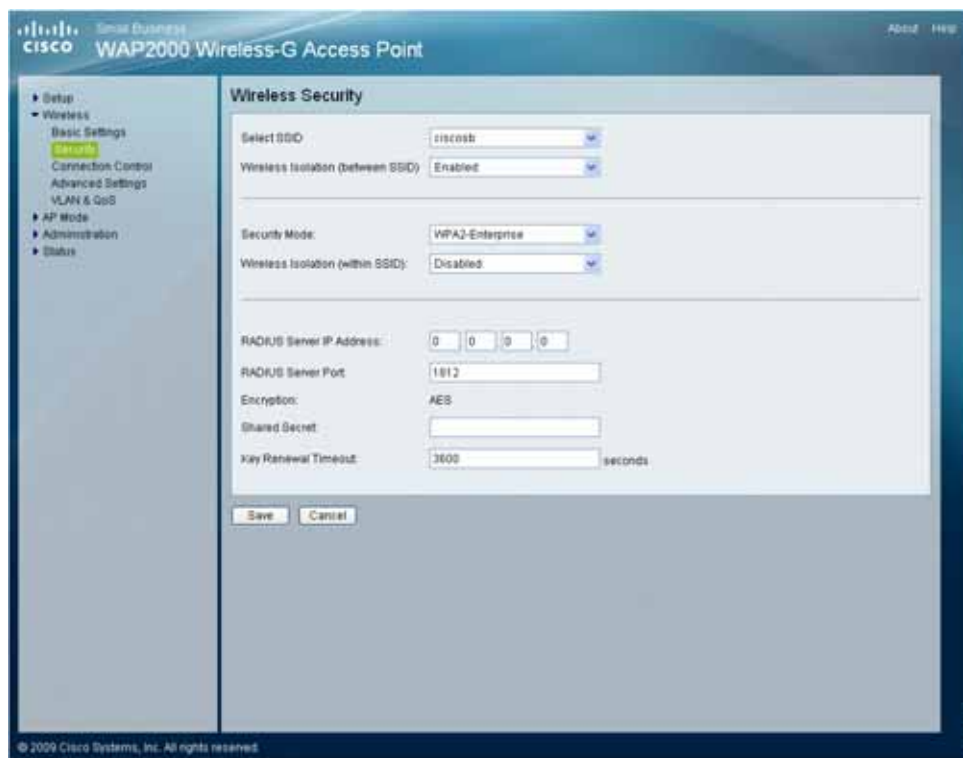 Small Business
CISCO WAP2000 Wireless-G Access Point
About Help
Setup
Wireless
Basic Settings
Security
Connection Control
Advanced Settings
VLAN & QoS
AP Mode
Administration
Status
Wireless Security
Select SSID ciscosb
Wireless Isolation (between SSID) Enabled
Security Mode: WPA2-Enterprise
Wireless Isolation (within SSID): Disabled
RADIUS Server IP Address: 0 . 0 . 0 . 0
RADIUS Server Port: 1812
Encryption: AES
Shared Secret:
Key Renewal Timeout: 3600 seconds
Save Cancel
© 2009 Cisco Systems, Inc. All rights reserved.